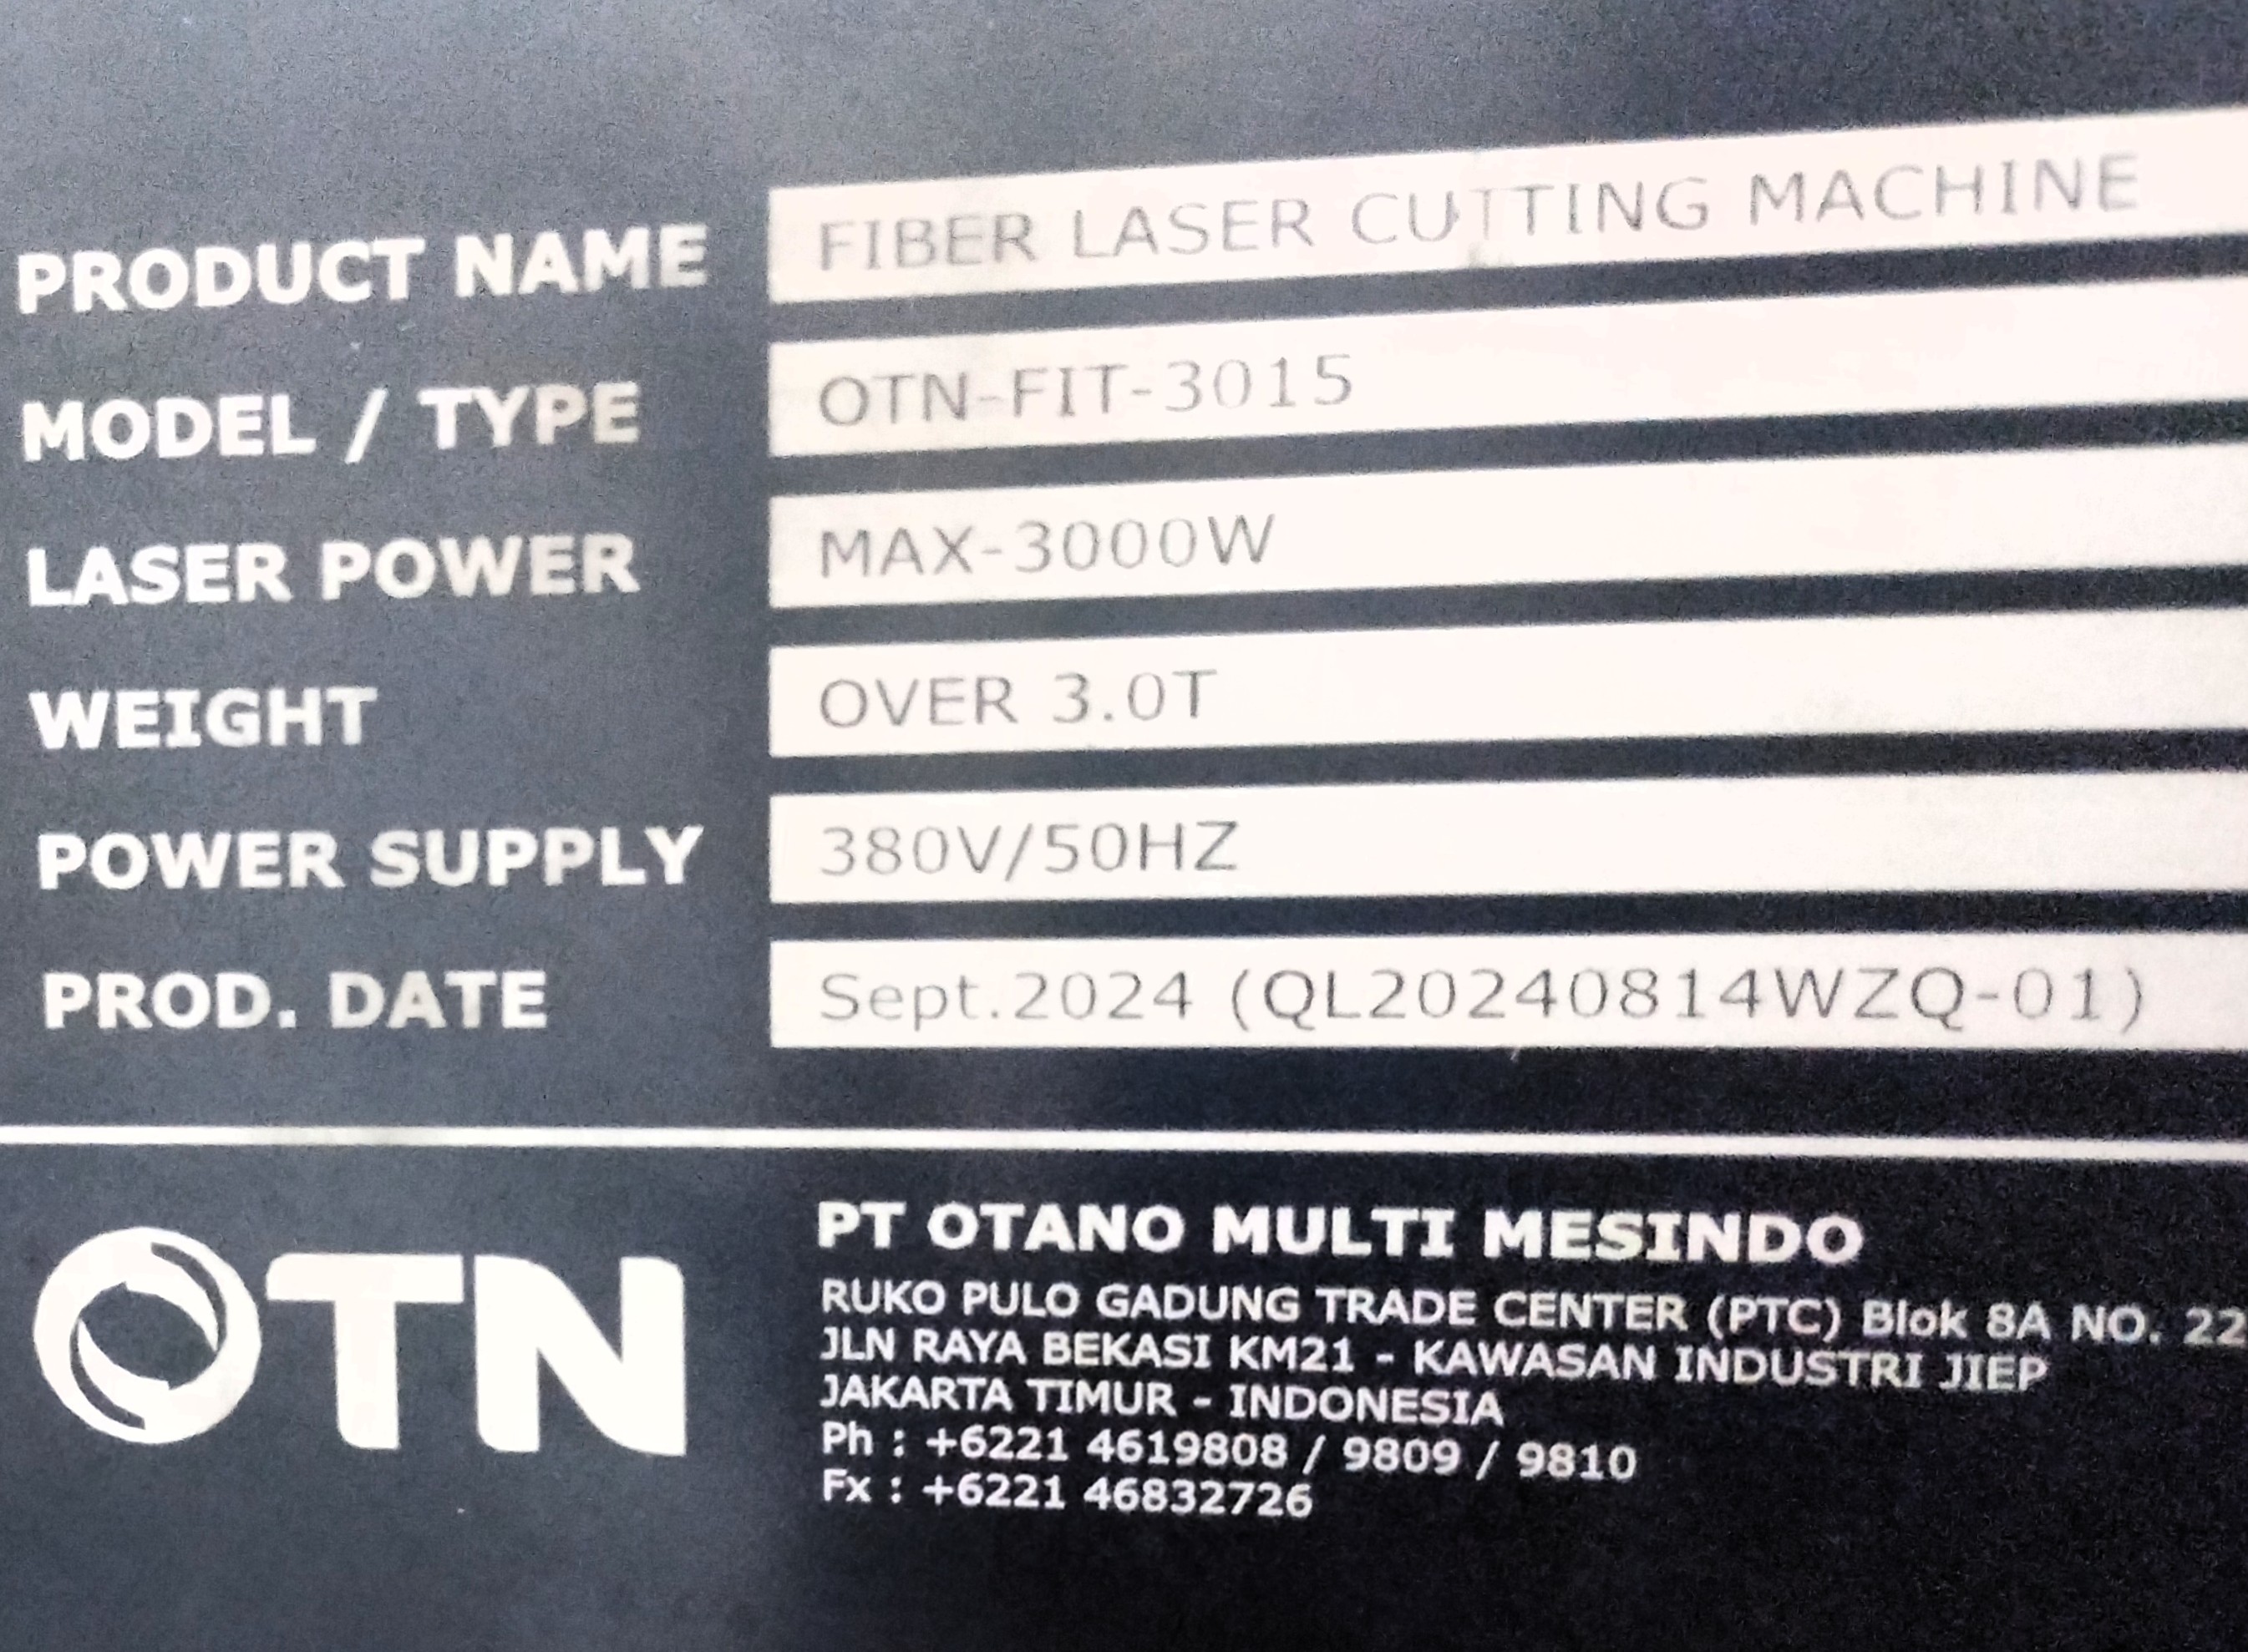 PRODUCT NAME FIBER LASER CUTTING MACHINE
MODEL / TYPE OTN-FIT-3015
LASER POWER MAX-3000W
WEIGHT OVER 3.0T
POWER SUPPLY 380V/50HZ
PROD. DATE Sept.2024 (QL20240814WZQ-01)
OTN
PT OTANO MULTI MESINDO
RUKO PULO GADUNG TRADE CENTER (PTC) Blok 8A NO. 22
JLN RAYA BEKASI KM21 - KAWASAN INDUSTRI JIEP
JAKARTA TIMUR - INDONESIA
Ph : +6221 4619808 / 9809 / 9810
Fx : +6221 46832726